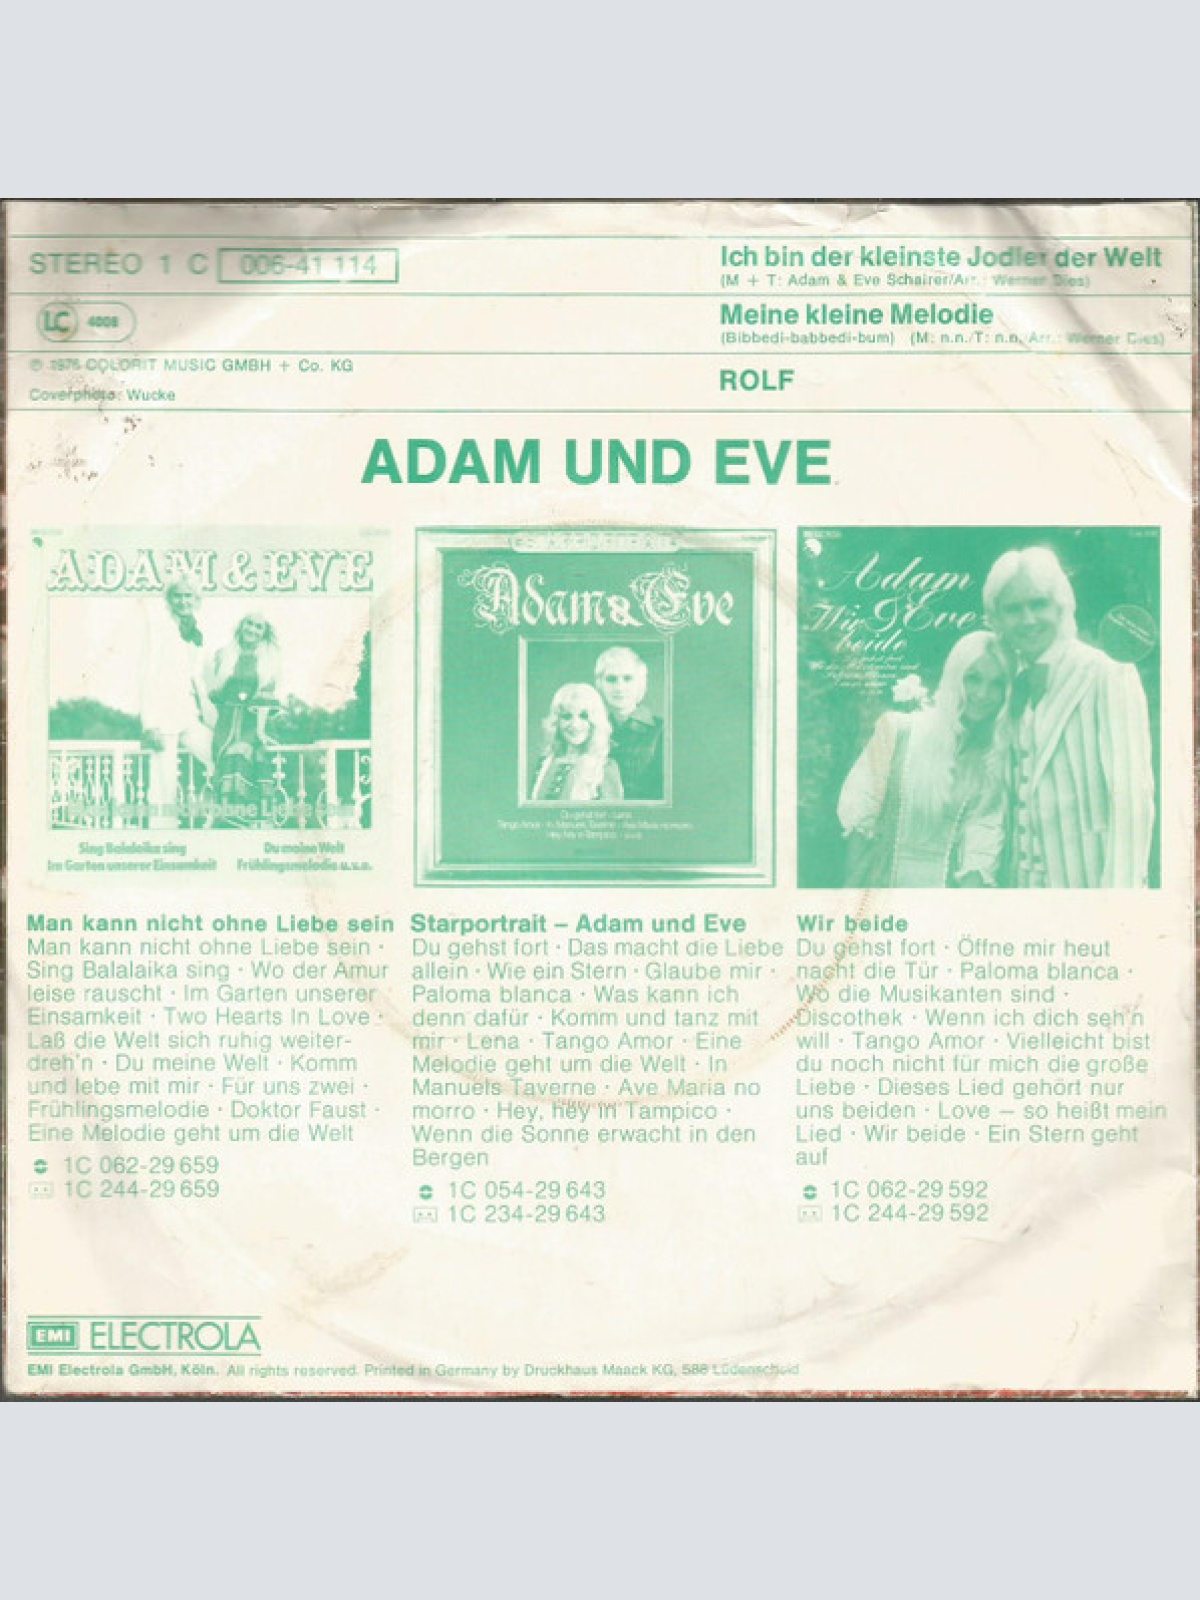 STEREO 1 C 006-41 114
Ich bin der kleinste Jodler der Welt
(M + T: Adam & Eve Schairer/Arr.: Werner Dies)
LC 4008
Meine kleine Melodie
(Bibbedi-babbedi-bum) (M: n.n./T: n.n. Arr.: Werner Dies)
℗ 1976 COLORIT MUSIC GMBH + Co. KG
Coverphoto: Wucke
ROLF
ADAM UND EVE
ADAM & EVE
Sing Balalaika sing
Im Garten unserer Einsamkeit
Du meine Welt
Frühlingsmelodie u.v.a.
Adam & Eve
Adam
& Eve
Wir
beide
Man kann nicht ohne Liebe sein
Man kann nicht ohne Liebe sein ·
Sing Balalaika sing · Wo der Amur
leise rauscht · Im Garten unserer
Einsamkeit · Two Hearts In Love ·
Laß die Welt sich ruhig weiter-
dreh'n · Du meine Welt · Komm
und lebe mit mir · Für uns zwei ·
Frühlingsmelodie · Doktor Faust ·
Eine Melodie geht um die Welt
1C 062-29 659
1C 244-29 659
Starportrait – Adam und Eve
Du gehst fort · Das macht die Liebe
allein · Wie ein Stern · Glaube mir ·
Paloma blanca · Was kann ich
denn dafür · Komm und tanz mit
mir · Lena · Tango Amor · Eine
Melodie geht um die Welt · In
Manuels Taverne · Ave Maria no
morro · Hey, hey in Tampico ·
Wenn die Sonne erwacht in den
Bergen
1C 054-29 643
1C 234-29 643
Wir beide
Du gehst fort · Öffne mir heut
nacht die Tür · Paloma blanca ·
Wo die Musikanten sind ·
Discothek · Wenn ich dich seh'n
will · Tango Amor · Vielleicht bist
du noch nicht für mich die große
Liebe · Dieses Lied gehört nur
uns beiden · Love – so heißt mein
Lied · Wir beide · Ein Stern geht
auf
1C 062-29 592
1C 244-29 592
EMI ELECTROLA
EMI Electrola GmbH, Köln. All rights reserved. Printed in Germany by Druckhaus Maack KG, 588 Lüdenscheid